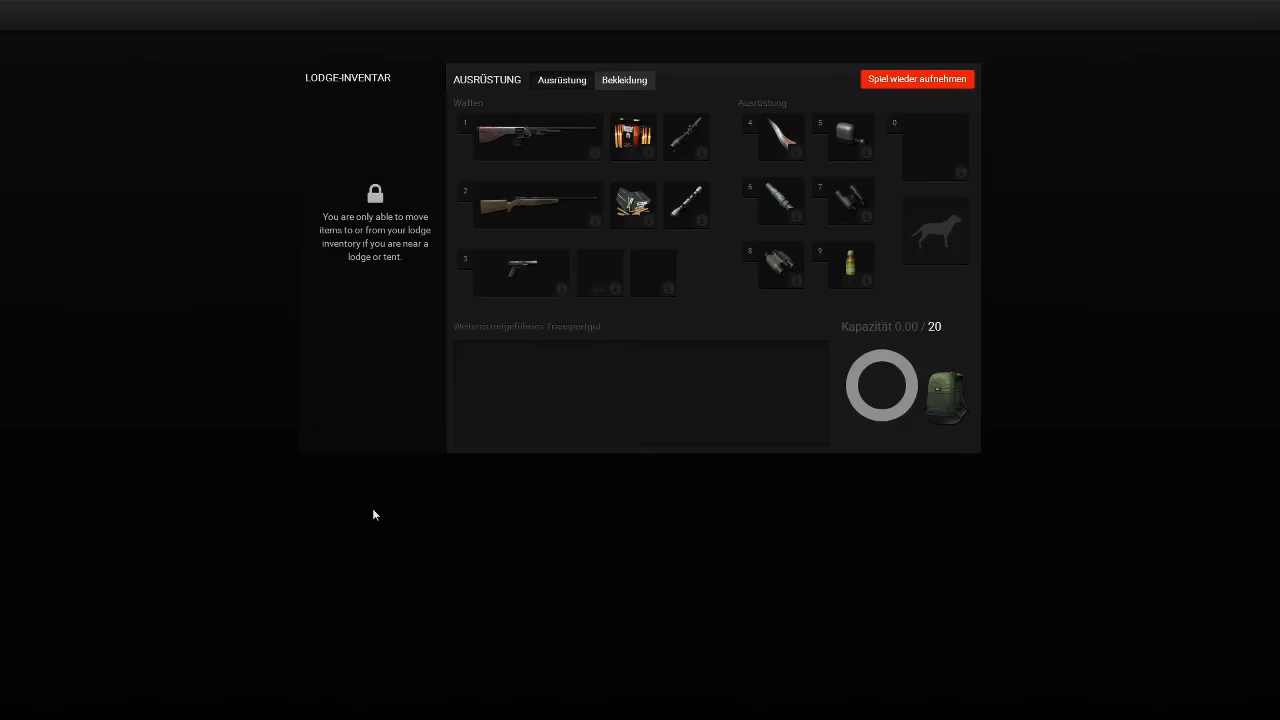 LODGE-INVENTAR
You are only able to move
items to or from your lodge
inventory if you are near a
lodge or tent.
AUSRÜSTUNG Ausrüstung Bekleidung
Spiel wieder aufnehmen
Waffen
1
2
3
Ausrüstung
4 5 0
6 7
8 9
Weiteres mitgeführtes Transportgut
Kapazität 0.00 / 20